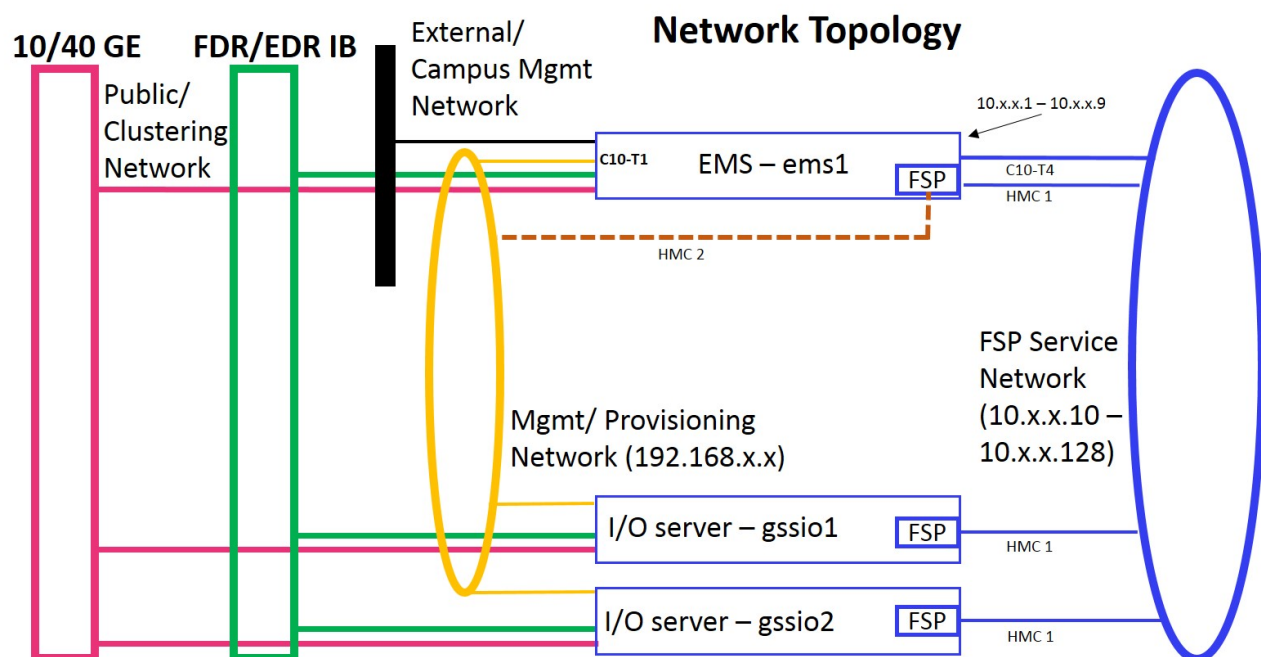 Network Topology
10/40 GE
FDR/EDR IB
External/
Campus Mgmt
Network
Public/
Clustering
Network
10.x.x.1 – 10.x.x.9
C10-T1
EMS – ems1
FSP
C10-T4
HMC 1
HMC 2
FSP Service
Network
(10.x.x.10 –
10.x.x.128)
Mgmt/ Provisioning
Network (192.168.x.x)
I/O server – gssio1
FSP
HMC 1
I/O server – gssio2
FSP
HMC 1